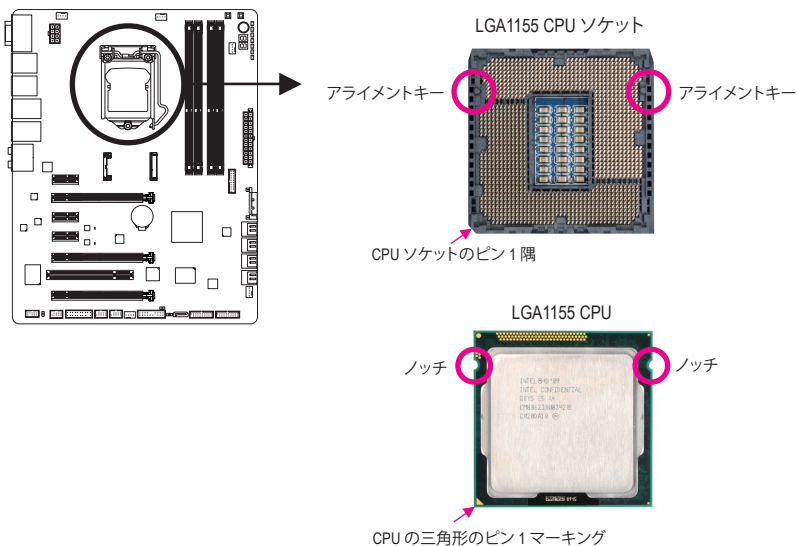 LGA1155 CPU ソケット
アライメントキー
アライメントキー
CPU ソケットのピン 1 隅
LGA1155 CPU
ノッチ
ノッチ
INTEL CONFIDENTIAL
CPU の三角形のピン 1 マーキング